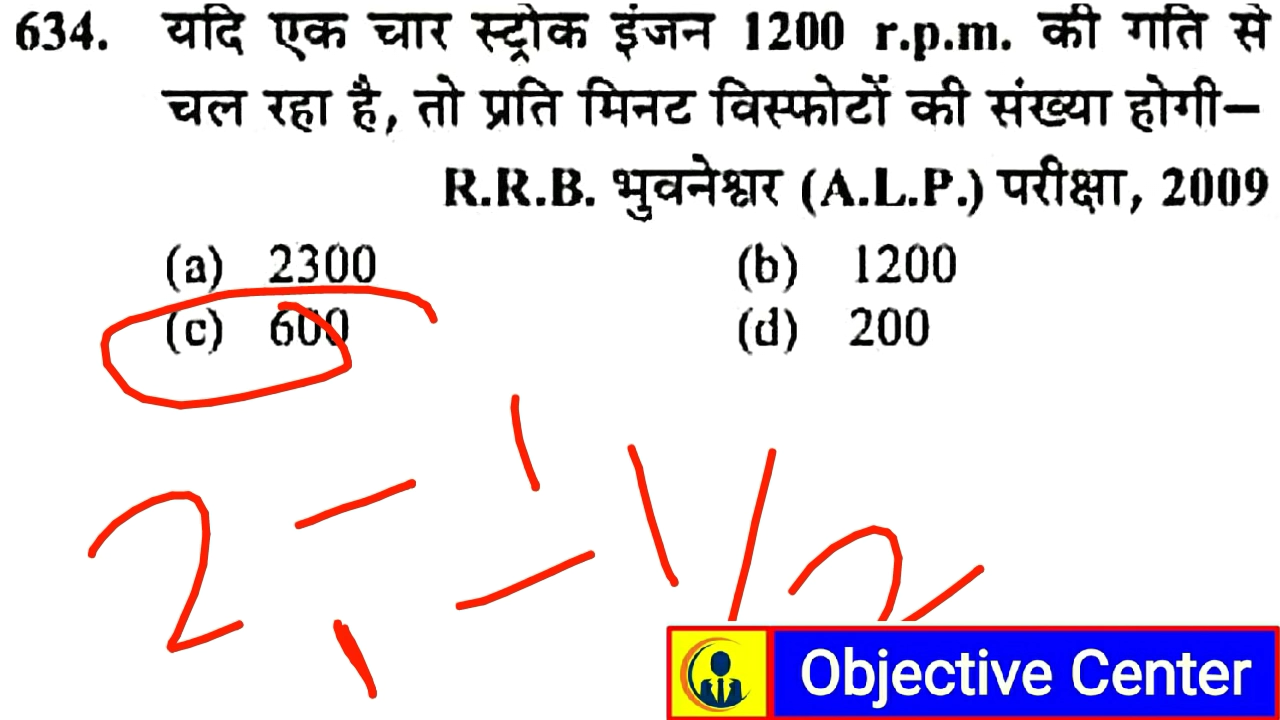 634. यदि एक चार स्ट्रोक इंजन 1200 r.p.m. की गति से
चल रहा है, तो प्रति मिनट विस्फोटों की संख्या होगी–
R.R.B. भुवनेश्वर (A.L.P.) परीक्षा, 2009
(a) 2300 (b) 1200
(c) 600 (d) 200
2 – 1
1 – 1/2
Objective Center